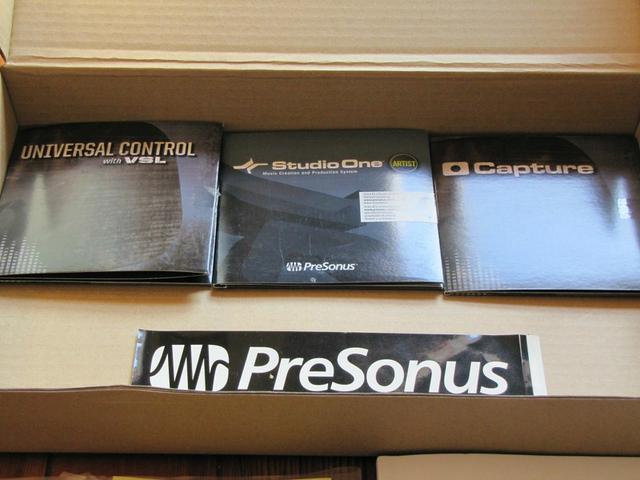 UNIVERSAL CONTROL
with VSL
Studio One
ARTIST
Music Creation and Production System
PreSonus
Capture
PreSonus